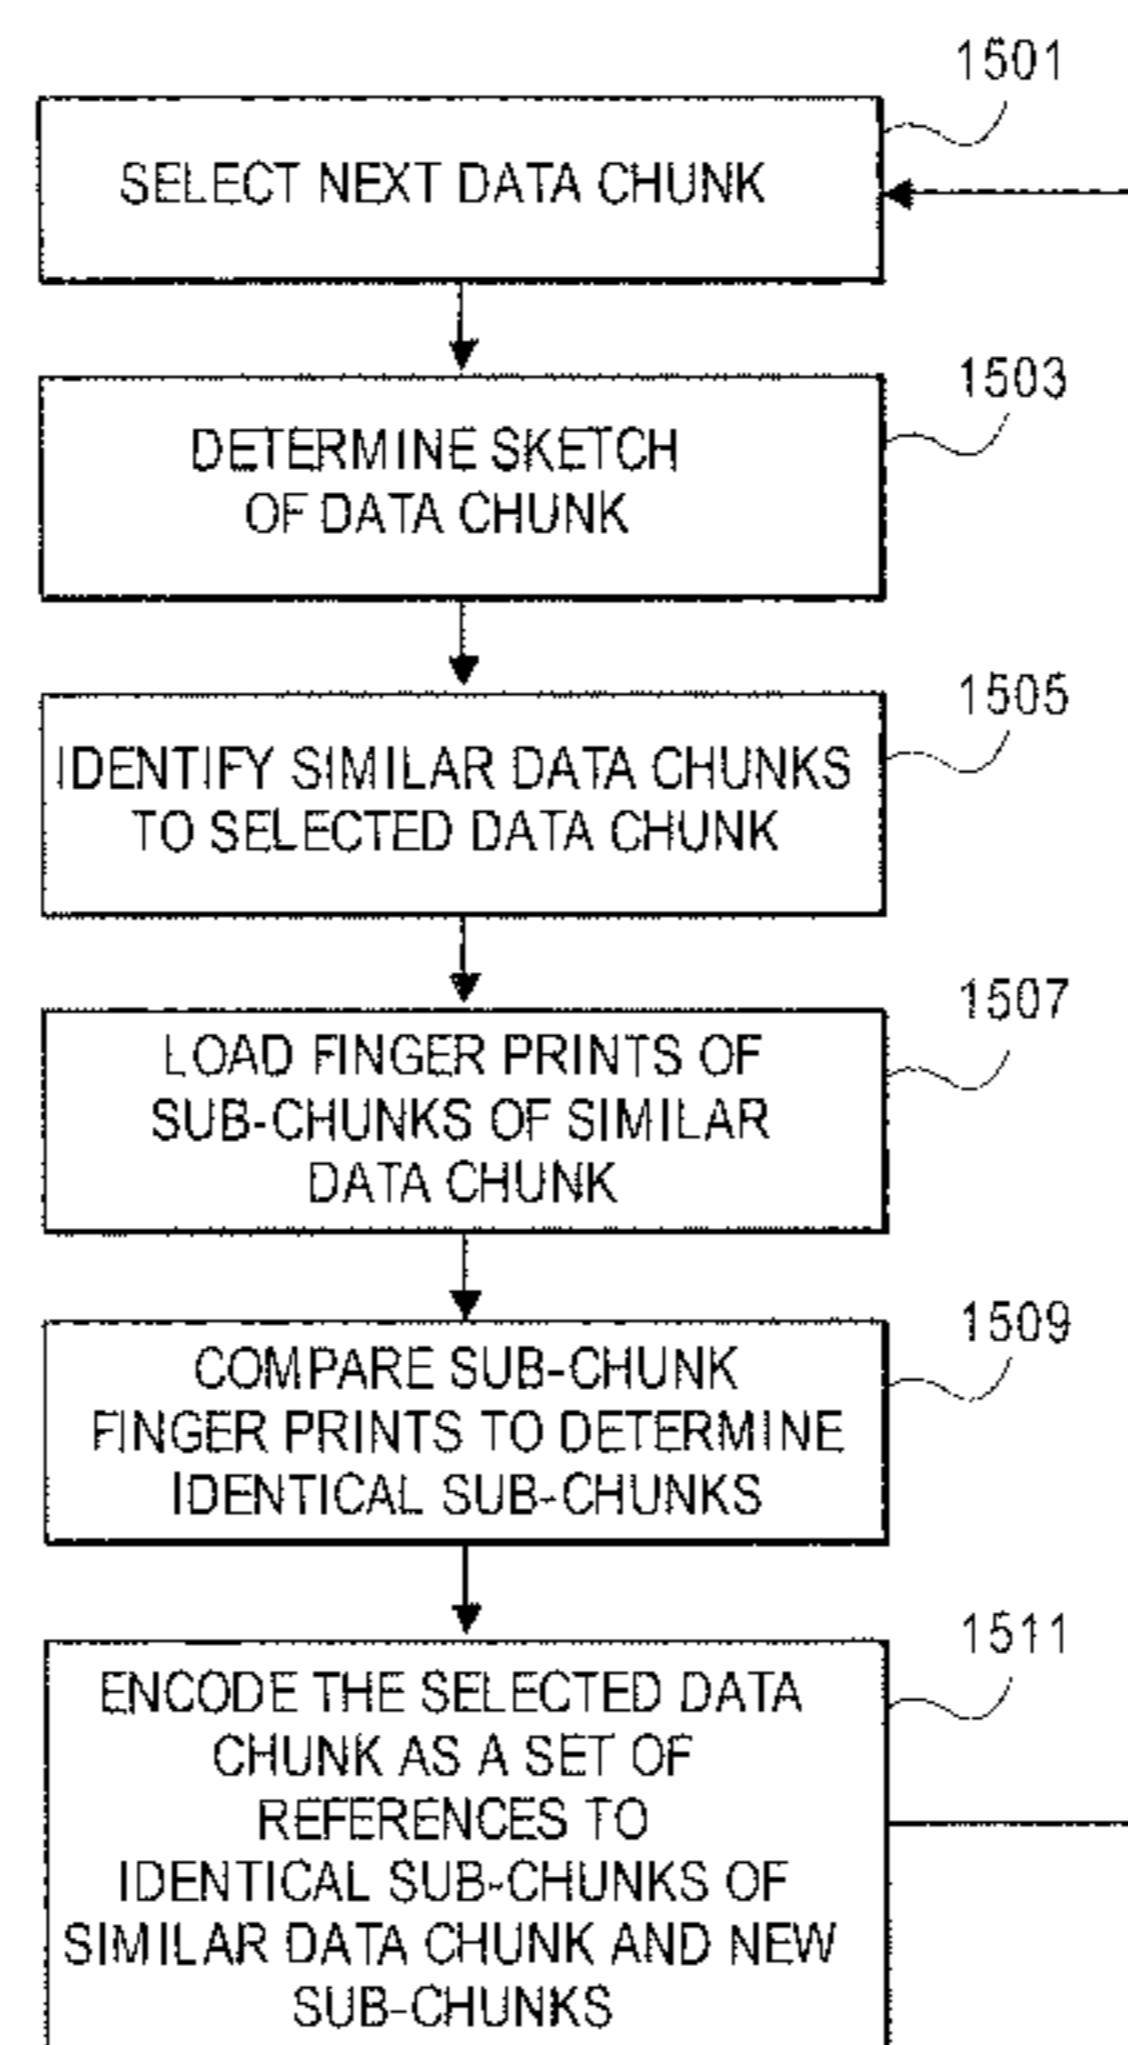 1501
SELECT NEXT DATA CHUNK
1503
DETERMINE SKETCH
OF DATA CHUNK
1505
IDENTIFY SIMILAR DATA CHUNKS
TO SELECTED DATA CHUNK
1507
LOAD FINGER PRINTS OF
SUB-CHUNKS OF SIMILAR
DATA CHUNK
1509
COMPARE SUB-CHUNK
FINGER PRINTS TO DETERMINE
IDENTICAL SUB-CHUNKS
1511
ENCODE THE SELECTED DATA
CHUNK AS A SET OF
REFERENCES TO
IDENTICAL SUB-CHUNKS OF
SIMILAR DATA CHUNK AND NEW
SUB-CHUNKS